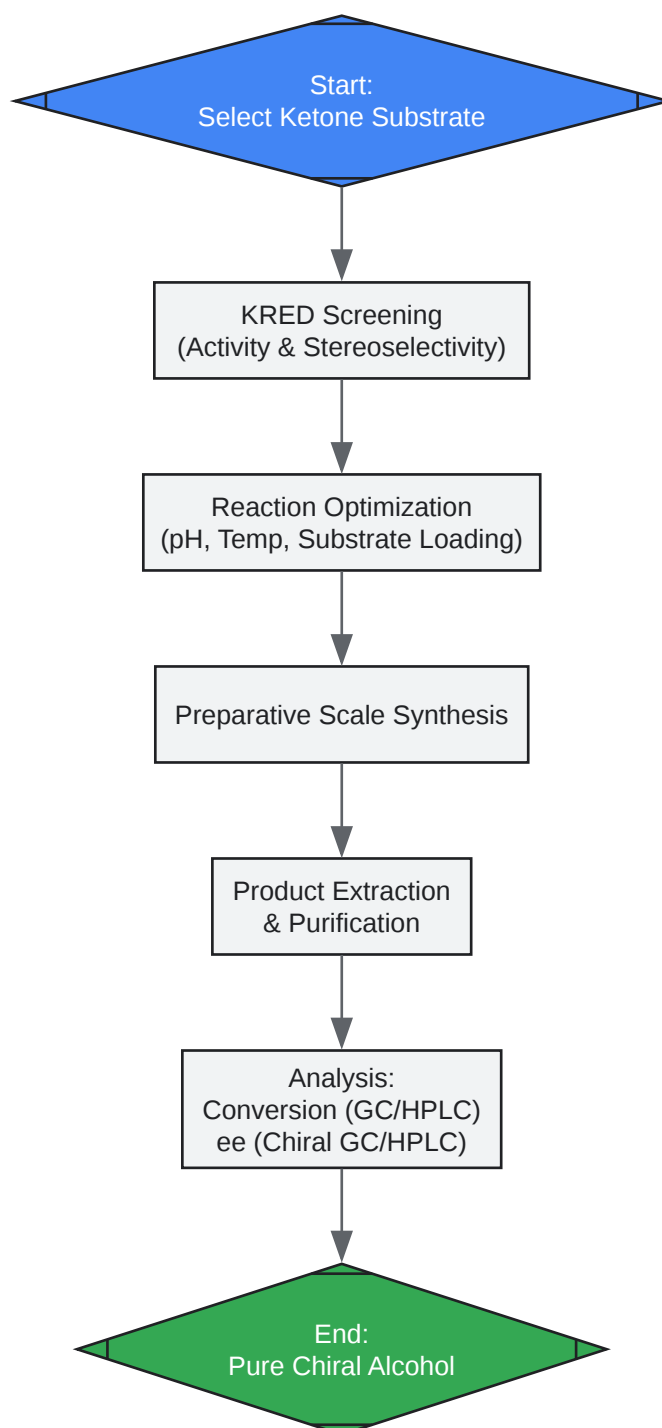 Start:
Select Ketone Substrate
KRED Screening
(Activity & Stereoselectivity)
Reaction Optimization
(pH, Temp, Substrate Loading)
Preparative Scale Synthesis
Product Extraction
& Purification
Analysis:
Conversion (GC/HPLC)
ee (Chiral GC/HPLC)
End:
Pure Chiral Alcohol